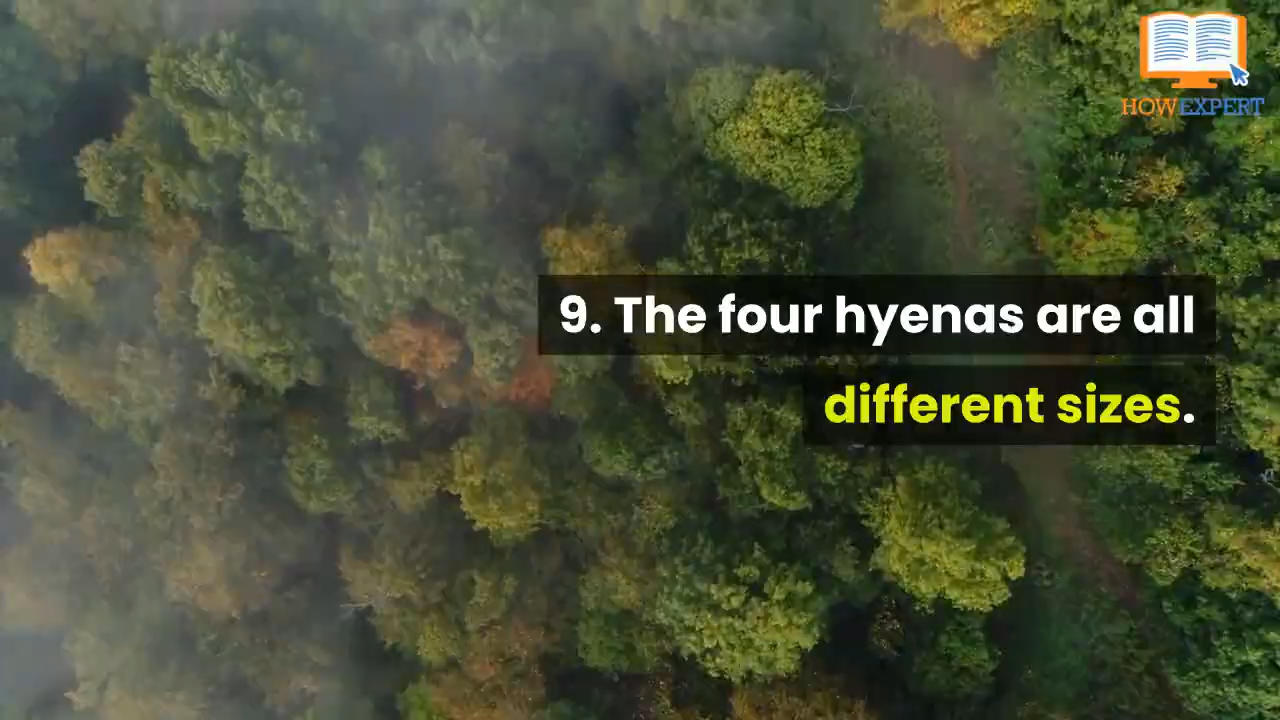 HOWEXPERT
9. The four hyenas are all
different sizes.